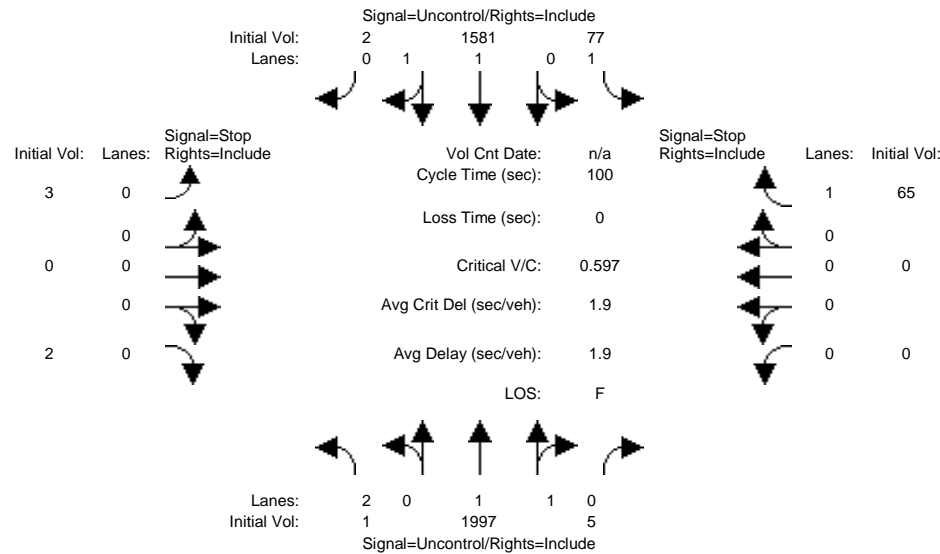 Signal=Uncontrol/Rights=Include
Initial Vol: 2 1581 77
Lanes: 0 1 1 0 1
Signal=Stop
Initial Vol: Lanes: Rights=Include
Vol Cnt Date: n/a
Signal=Stop
Rights=Include Lanes: Initial Vol:
Cycle Time (sec): 100
3 0
1 65
Loss Time (sec): 0
0
0
0 0
Critical V/C: 0.597
0 0
0
Avg Crit Del (sec/veh): 1.9
0
2 0
Avg Delay (sec/veh): 1.9
0 0
LOS: F
Lanes: 2 0 1 1 0
Initial Vol: 1 1997 5
Signal=Uncontrol/Rights=Include